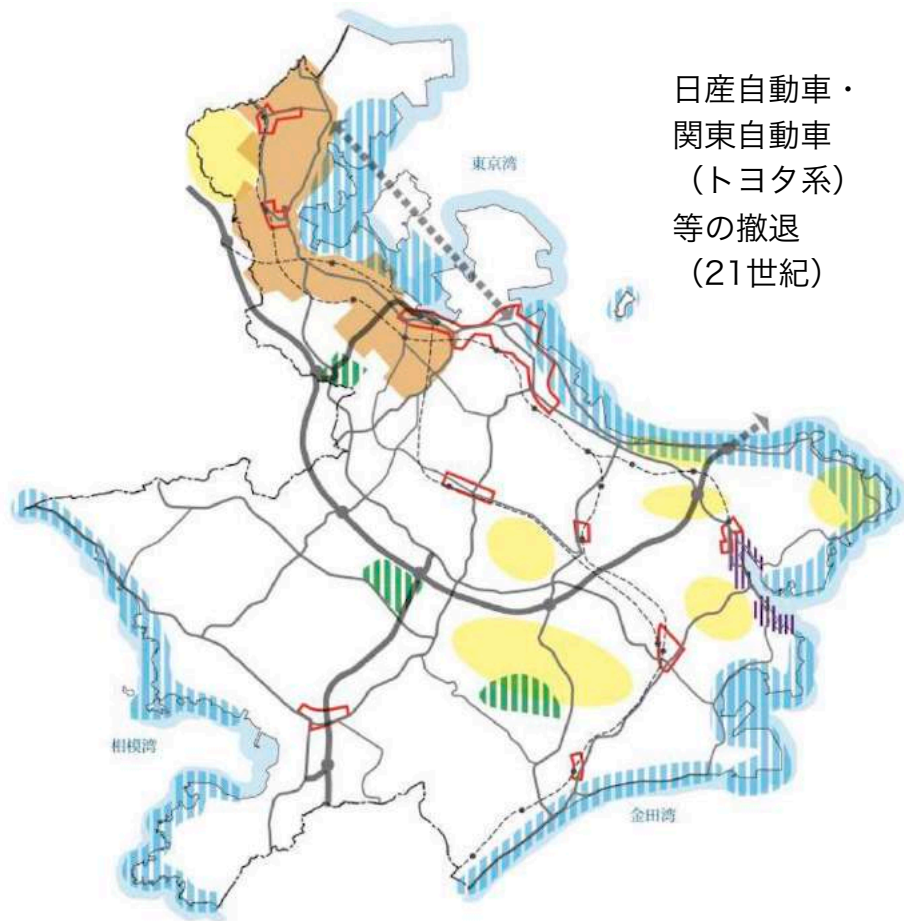 日産自動車・
関東自動車
（トヨタ系）
等の撤退
（21世紀）
東京湾
相模湾
金田湾